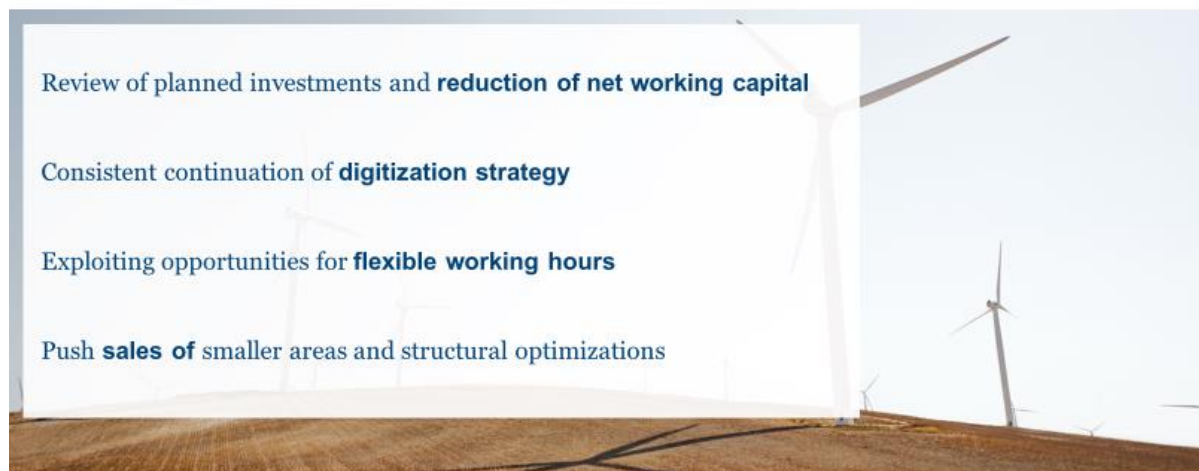 Review of planned investments and reduction of net working capital
Consistent continuation of digitization strategy
Exploiting opportunities for flexible working hours
Push sales of smaller areas and structural optimizations